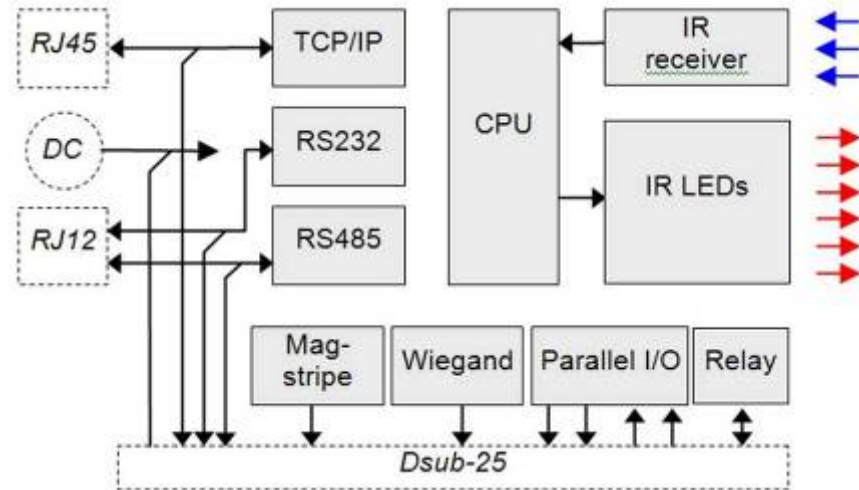 RJ45
TCP/IP
CPU
IR
receiver
DC
RS232
IR LEDs
RJ12
RS485
Mag-
stripe
Wiegand
Parallel I/O
Relay
Dsub-25